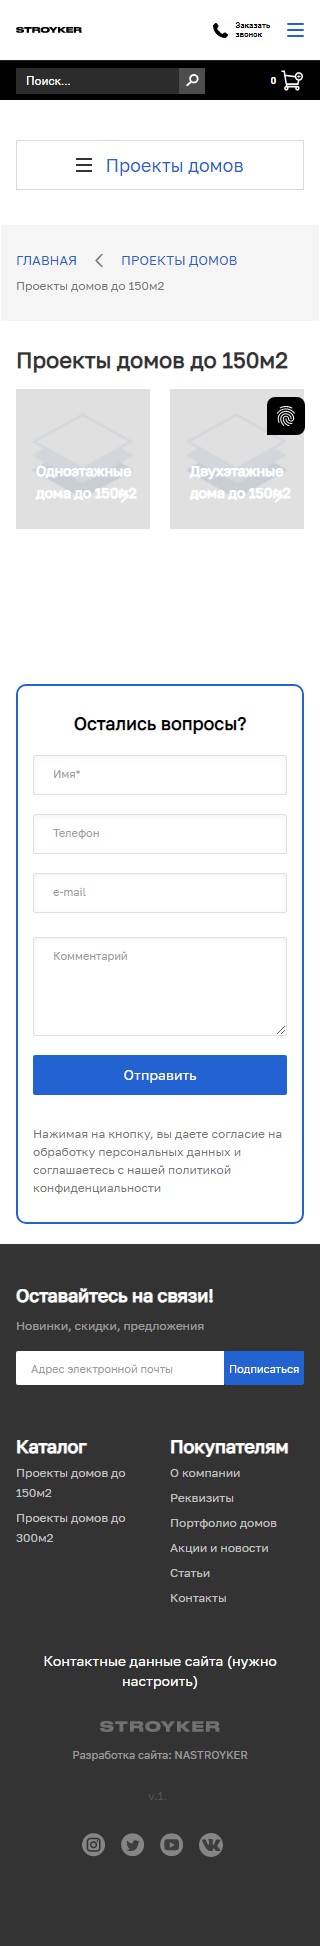 STROYKER
Заказать
звонок
Поиск...
0
Проекты домов
ГЛАВНАЯ
ПРОЕКТЫ ДОМОВ
Проекты домов до 150м2
Проекты домов до 150м2
Одноэтажные
дома до 150м2
Двухэтажные
дома до 150м2
Остались вопросы?
Имя*
Телефон
e-mail
Комментарий
Отправить
Нажимая на кнопку, вы даете согласие на
обработку персональных данных и
соглашаетесь с нашей политикой
конфиденциальности
Оставайтесь на связи!
Новинки, скидки, предложения
Адрес электронной почты
Подписаться
Каталог
Проекты домов до
150м2
Проекты домов до
300м2
Покупателям
О компании
Реквизиты
Портфолио домов
Акции и новости
Статьи
Контакты
Контактные данные сайта (нужно
настроить)
STROYKER
Разработка сайта: NASTROYKER
v.1.